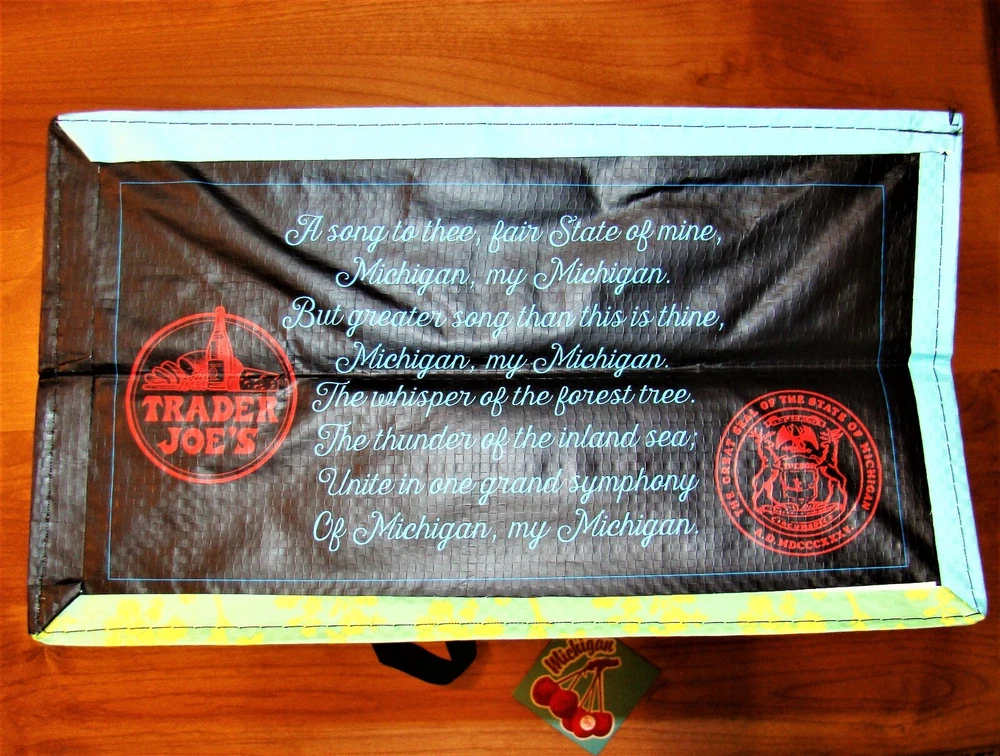 A song to thee, fair State of mine,
Michigan, my Michigan.
But greater song than this is thine,
Michigan, my Michigan.
The whisper of the forest tree.
The thunder of the inland sea;
Unite in one grand symphony
Of Michigan, my Michigan.
TRADER
JOE'S
THE GREAT SEAL OF THE STATE OF MICHIGAN
TUEBOR
A.D. MDCCCXXXV
Michigan